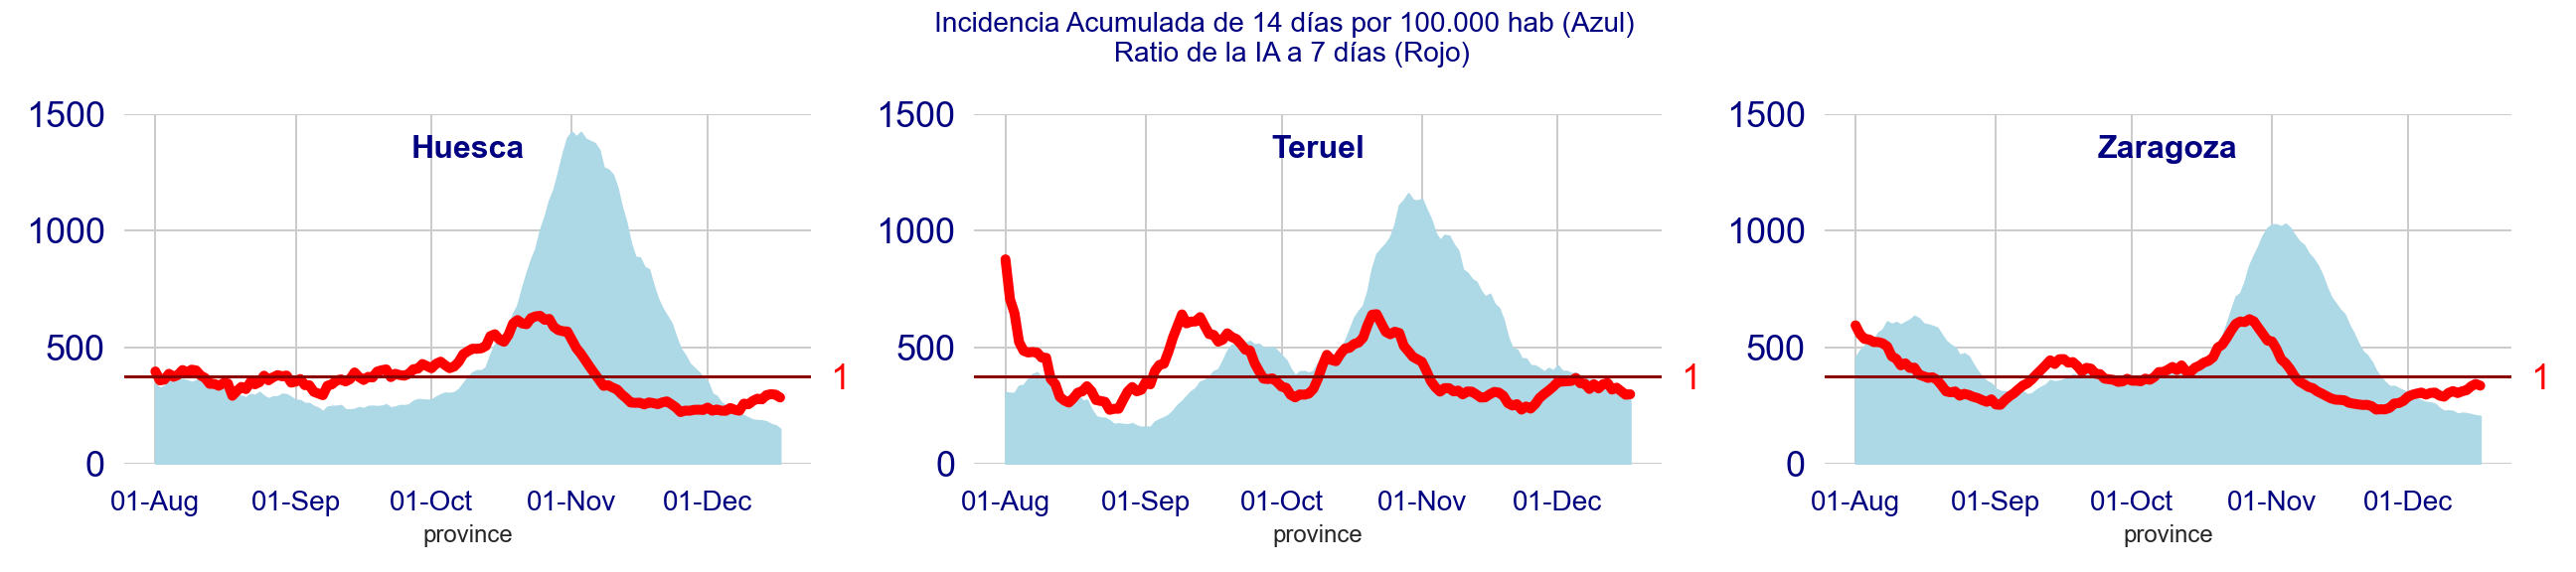 Incidencia Acumulada de 14 días por 100.000 hab (Azul)
Ratio de la IA a 7 días (Rojo)
1500
1000
500
0
Huesca
1
01-Aug 01-Sep 01-Oct 01-Nov 01-Dec
province
1500
1000
500
0
Teruel
1
01-Aug 01-Sep 01-Oct 01-Nov 01-Dec
province
1500
1000
500
0
Zaragoza
1
01-Aug 01-Sep 01-Oct 01-Nov 01-Dec
province